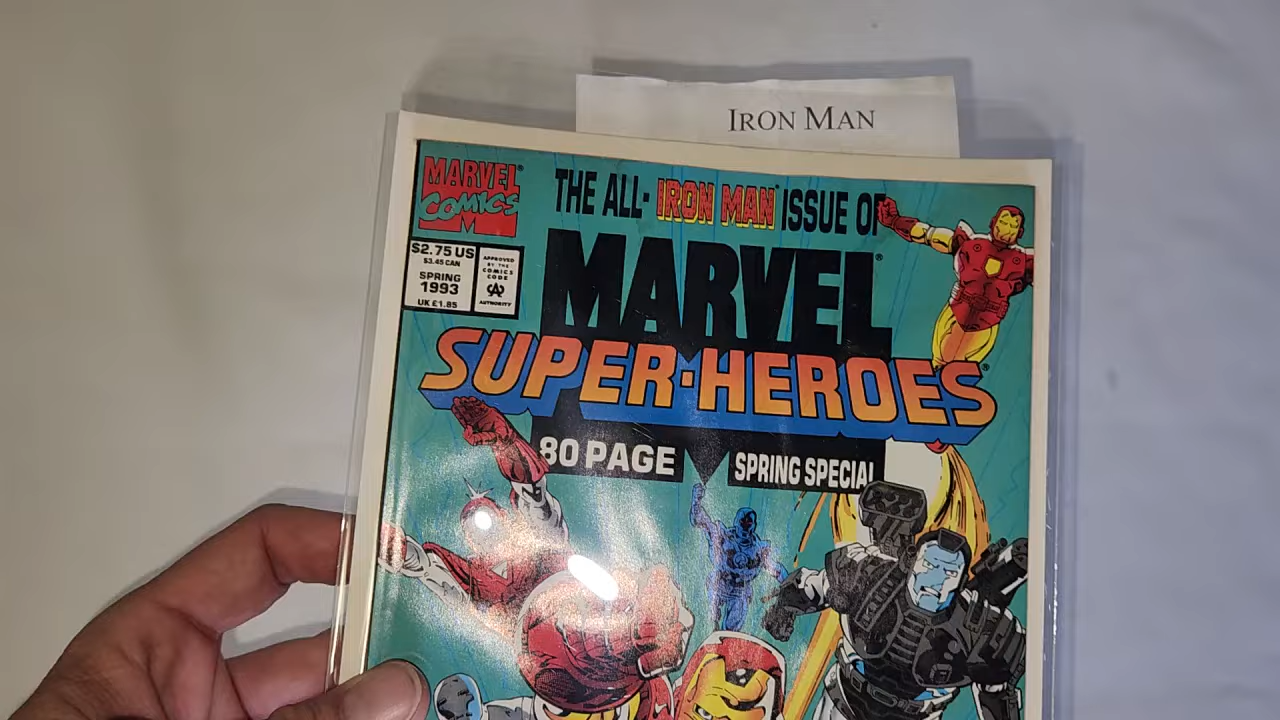 IRON MAN
MARVEL®
COMICS
THE ALL- IRON MAN ISSUE OF
MARVEL®
SUPER-HEROES®
$2.75 US
$3.45 CAN
SPRING
1993
UK £1.85
APPROVED
BY THE
COMICS
CODE
CA
AUTHORITY
80 PAGE
SPRING SPECIAL